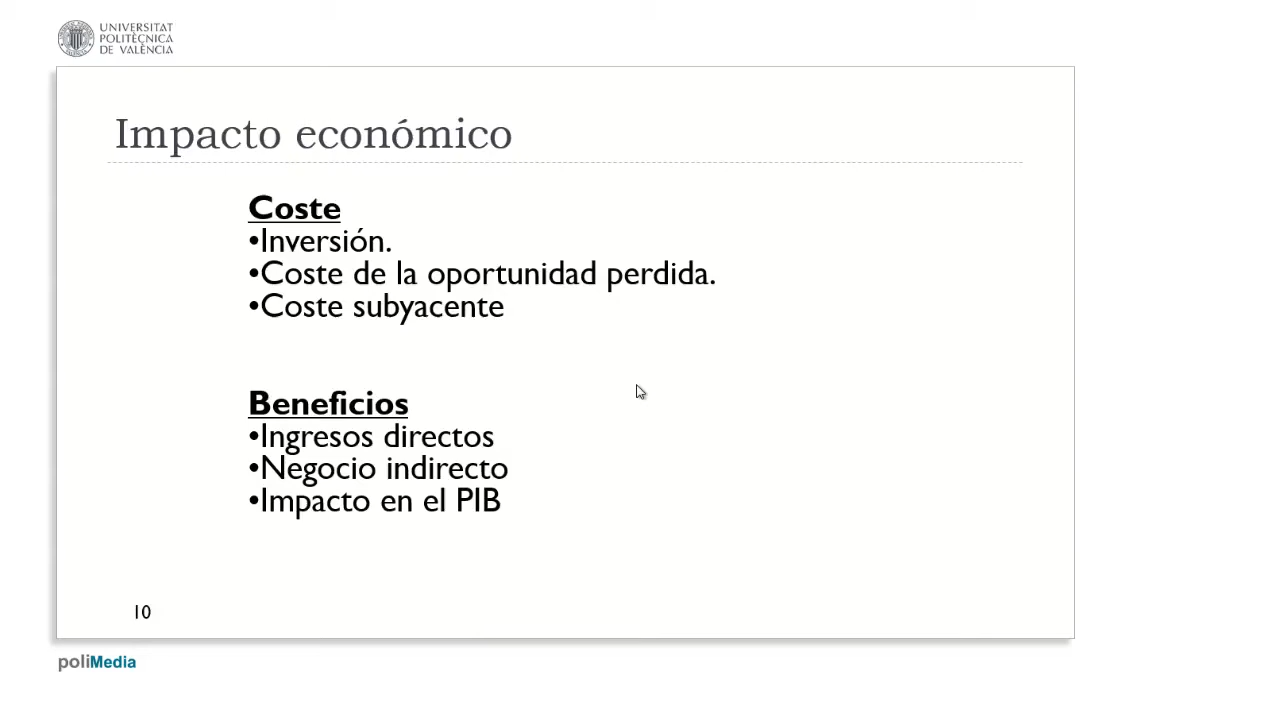 UNIVERSITAT
POLITÈCNICA
DE VALÈNCIA
Impacto económico
Coste
•Inversión.
•Coste de la oportunidad perdida.
•Coste subyacente
Beneficios
•Ingresos directos
•Negocio indirecto
•Impacto en el PIB
10
poliMedia